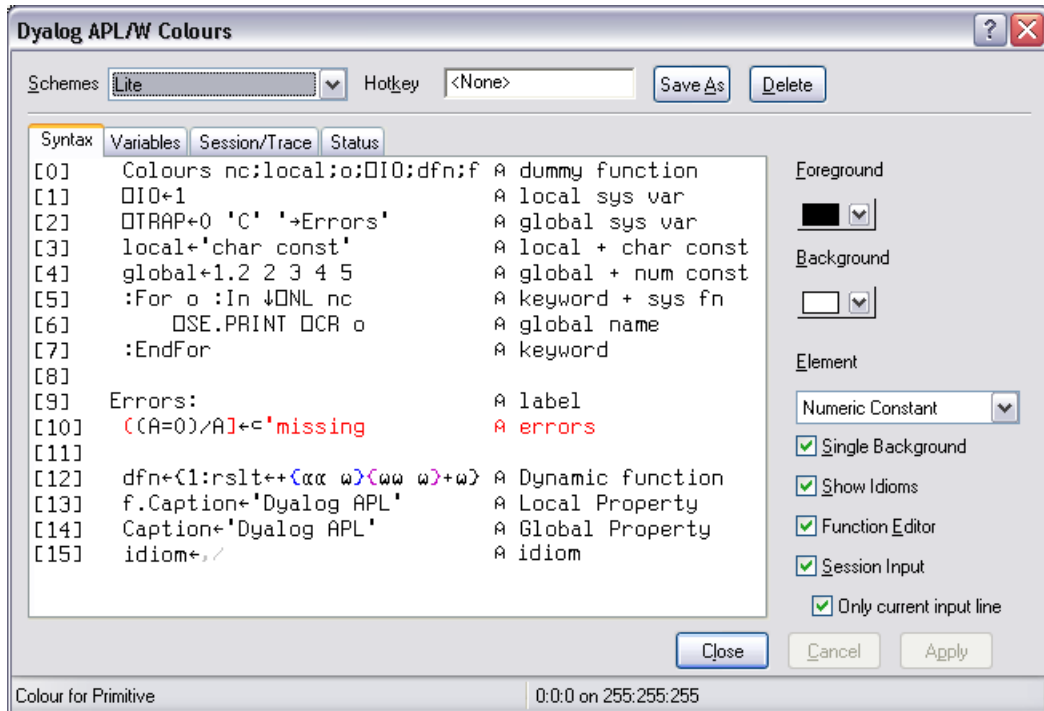 Dyalog APL/W Colours
Schemes Lite Hotkey <None> Save As Delete
Syntax Variables Session/Trace Status
[0] Colours nc;local;o;⎕IO;dfn;f ⍝ dummy function
[1] ⎕IO←1 ⍝ local sys var
[2] ⎕TRAP←0 'C' '→Errors' ⍝ global sys var
[3] local←'char const' ⍝ local + char const
[4] global←1.2 2 3 4 5 ⍝ global + num const
[5] :For o :In ↓⎕NL nc ⍝ keyword + sys fn
[6] ⎕SE.PRINT ⎕CR o ⍝ global name
[7] :EndFor ⍝ keyword
[8]
[9] Errors: ⍝ label
[10] ((A=0)/A]←⊂'missing ⍝ errors
[11]
[12] dfn←{1:rslt←+{⍺⍺ ⍵}{⍵⍵ ⍵}+⍵} ⍝ Dynamic function
[13] f.Caption←'Dyalog APL' ⍝ Local Property
[14] Caption←'Dyalog APL' ⍝ Global Property
[15] idiom←,/ ⍝ idiom
Foreground
Background
Element
Numeric Constant
Single Background
Show Idioms
Function Editor
Session Input
Only current input line
Close Cancel Apply
Colour for Primitive 0:0:0 on 255:255:255